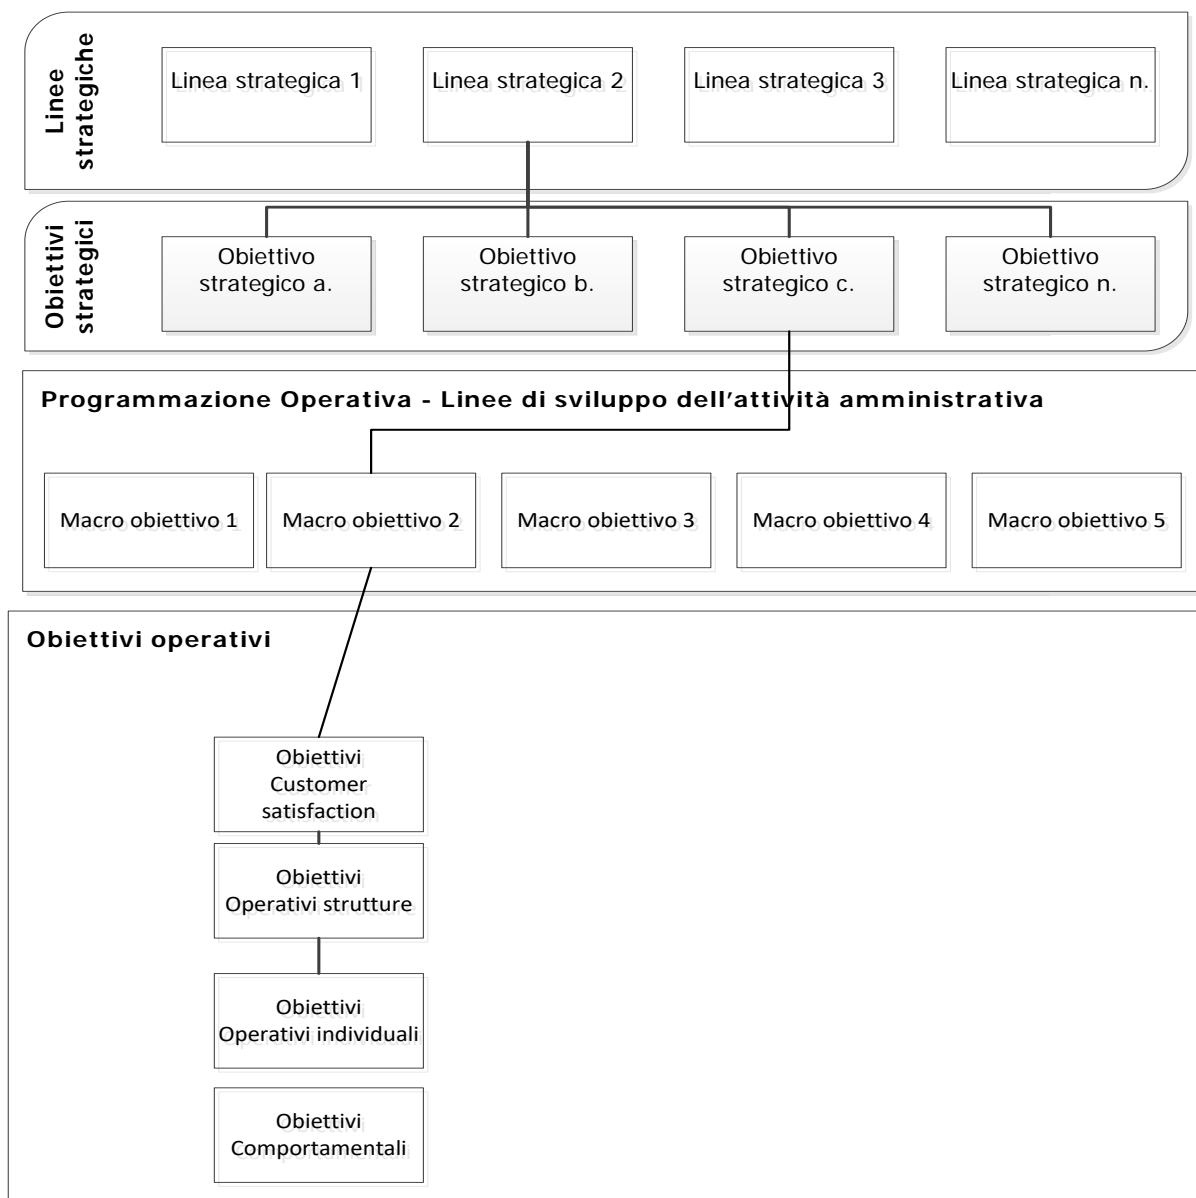 Linee
strategiche
Linea strategica 1
Linea strategica 2
Linea strategica 3
Linea strategica n.
Obiettivi
strategici
Obiettivo
strategico a.
Obiettivo
strategico b.
Obiettivo
strategico c.
Obiettivo
strategico n.
Programmazione Operativa - Linee di sviluppo dell’attività amministrativa
Macro obiettivo 1
Macro obiettivo 2
Macro obiettivo 3
Macro obiettivo 4
Macro obiettivo 5
Obiettivi operativi
Obiettivi
Customer
satisfaction
Obiettivi
Operativi strutture
Obiettivi
Operativi individuali
Obiettivi
Comportamentali